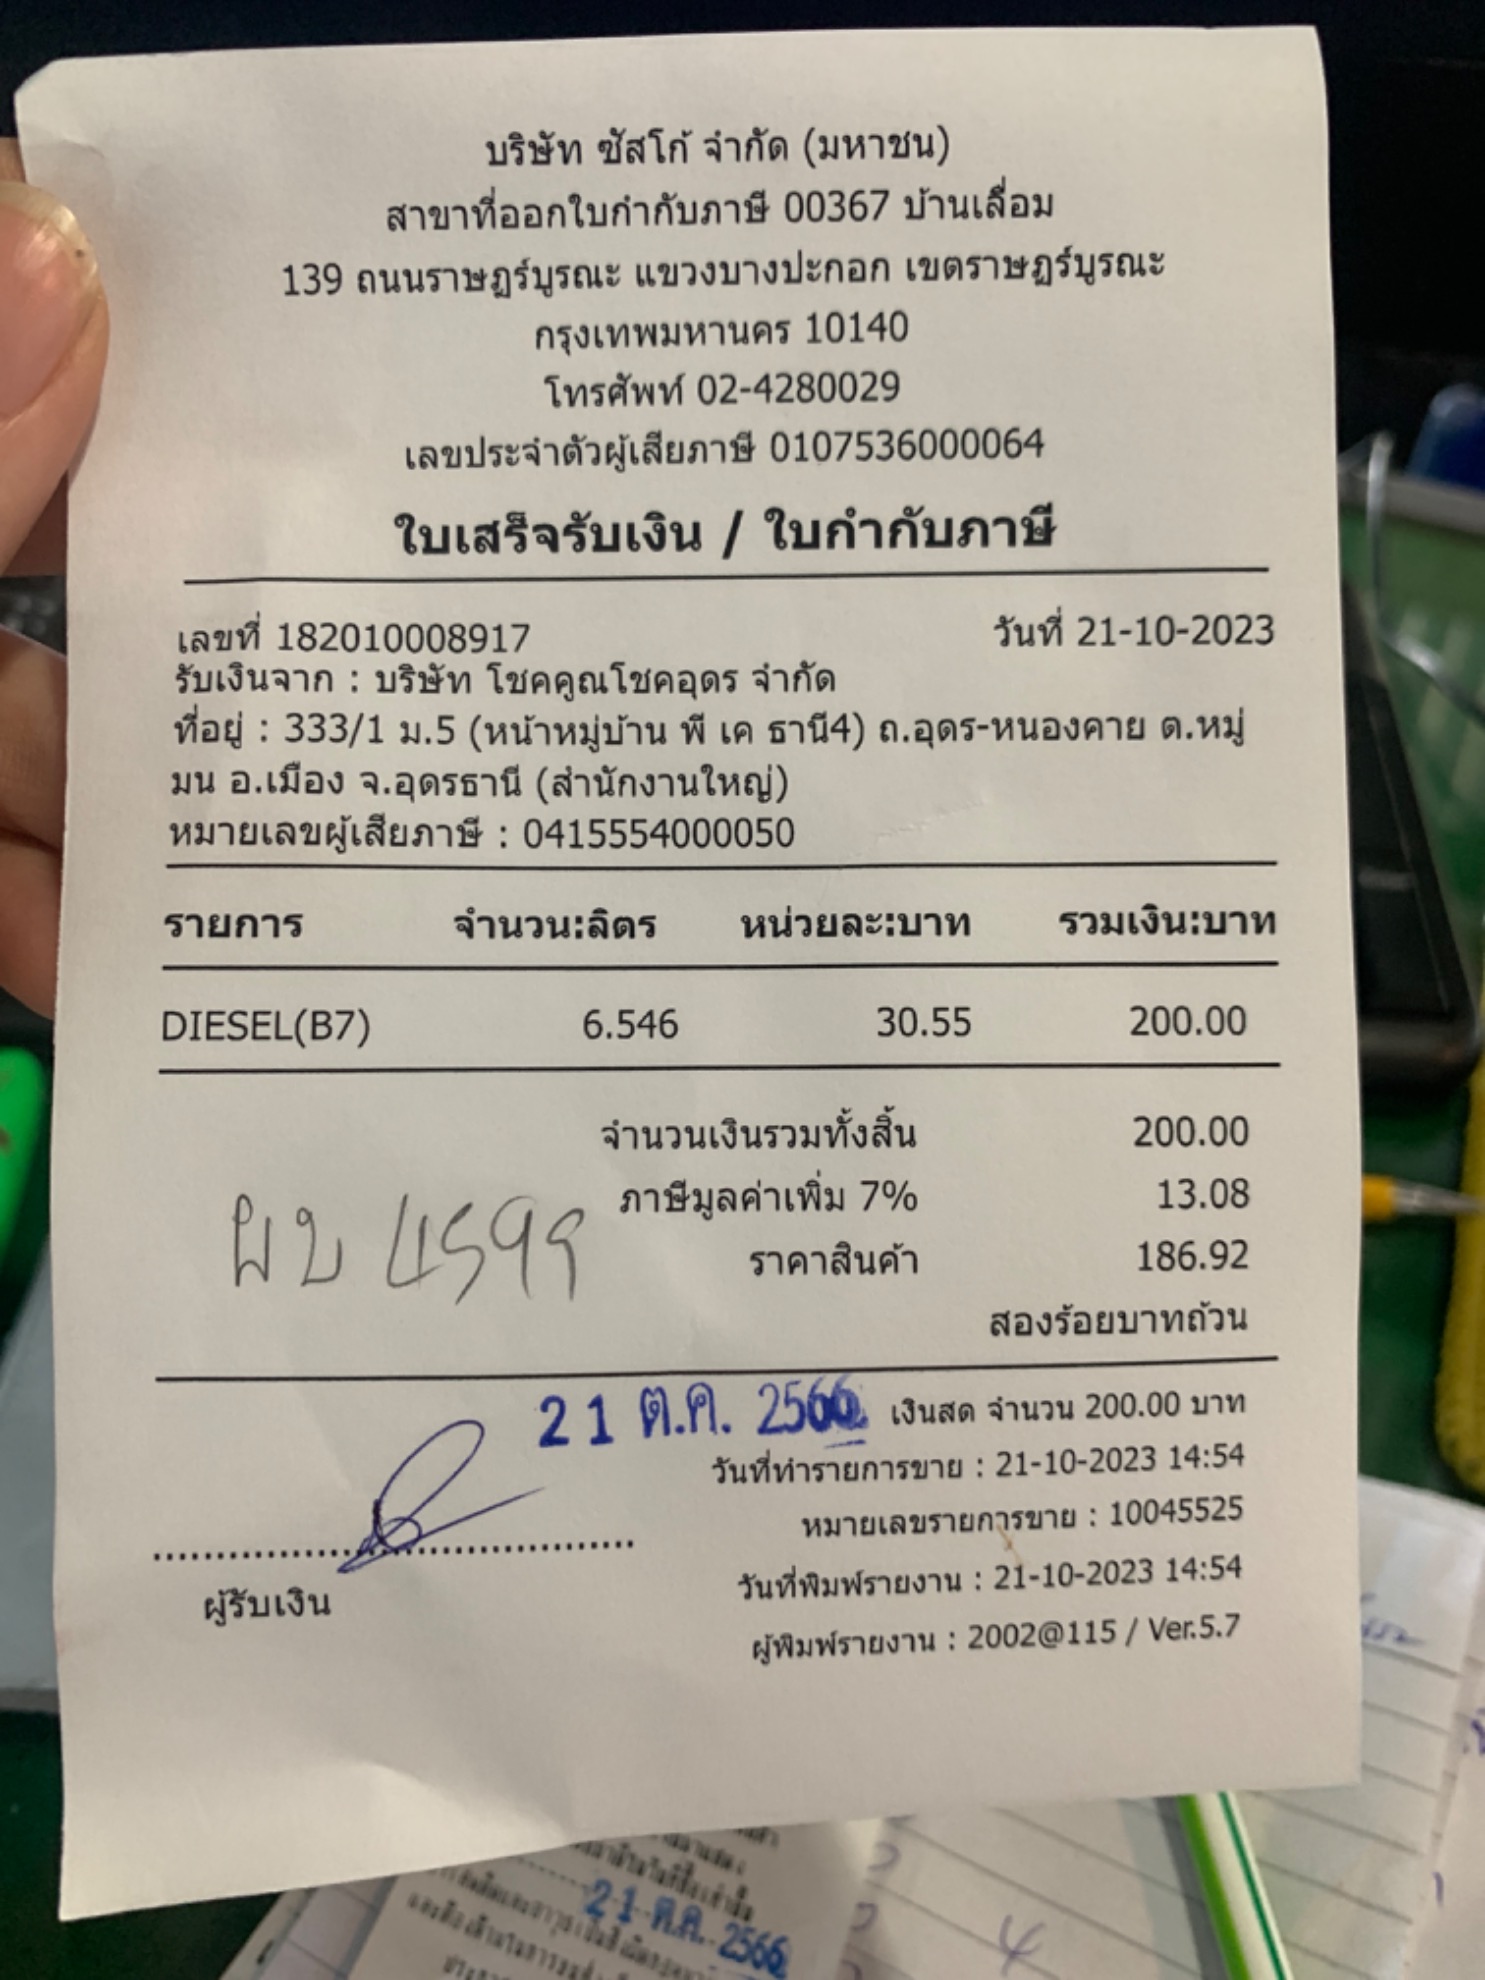 บริษัท ซัสโก้ จำกัด (มหาชน)
สาขาที่ออกใบกำกับภาษี 00367 บ้านเลื่อม
139 ถนนราษฎร์บูรณะ แขวงบางปะกอก เขตราษฎร์บูรณะ
กรุงเทพมหานคร 10140
โทรศัพท์ 02-4280029
เลขประจำตัวผู้เสียภาษี 0107536000064
ใบเสร็จรับเงิน / ใบกำกับภาษี
เลขที่ 182010008917 วันที่ 21-10-2023
รับเงินจาก : บริษัท โชคคูณโชคอุดร จำกัด
ที่อยู่ : 333/1 ม.5 (หน้าหมู่บ้าน พี เค ธานี4) ถ.อุดร-หนองคาย ต.หมู่
มน อ.เมือง จ.อุดรธานี (สำนักงานใหญ่)
หมายเลขผู้เสียภาษี : 0415554000050
รายการ จำนวน:ลิตร หน่วยละ:บาท รวมเงิน:บาท
DIESEL(B7) 6.546 30.55 200.00
จำนวนเงินรวมทั้งสิ้น 200.00
ภาษีมูลค่าเพิ่ม 7% 13.08
ผบ 4599
ราคาสินค้า 186.92
สองร้อยบาทถ้วน
21 ต.ค. 2566 เงินสด จำนวน 200.00 บาท
วันที่ทำรายการขาย : 21-10-2023 14:54
หมายเลขรายการขาย : 10045525
ผู้รับเงิน
วันที่พิมพ์รายงาน : 21-10-2023 14:54
ผู้พิมพ์รายงาน : 2002@115 / Ver.5.7
21 ต.ค. 2566
4